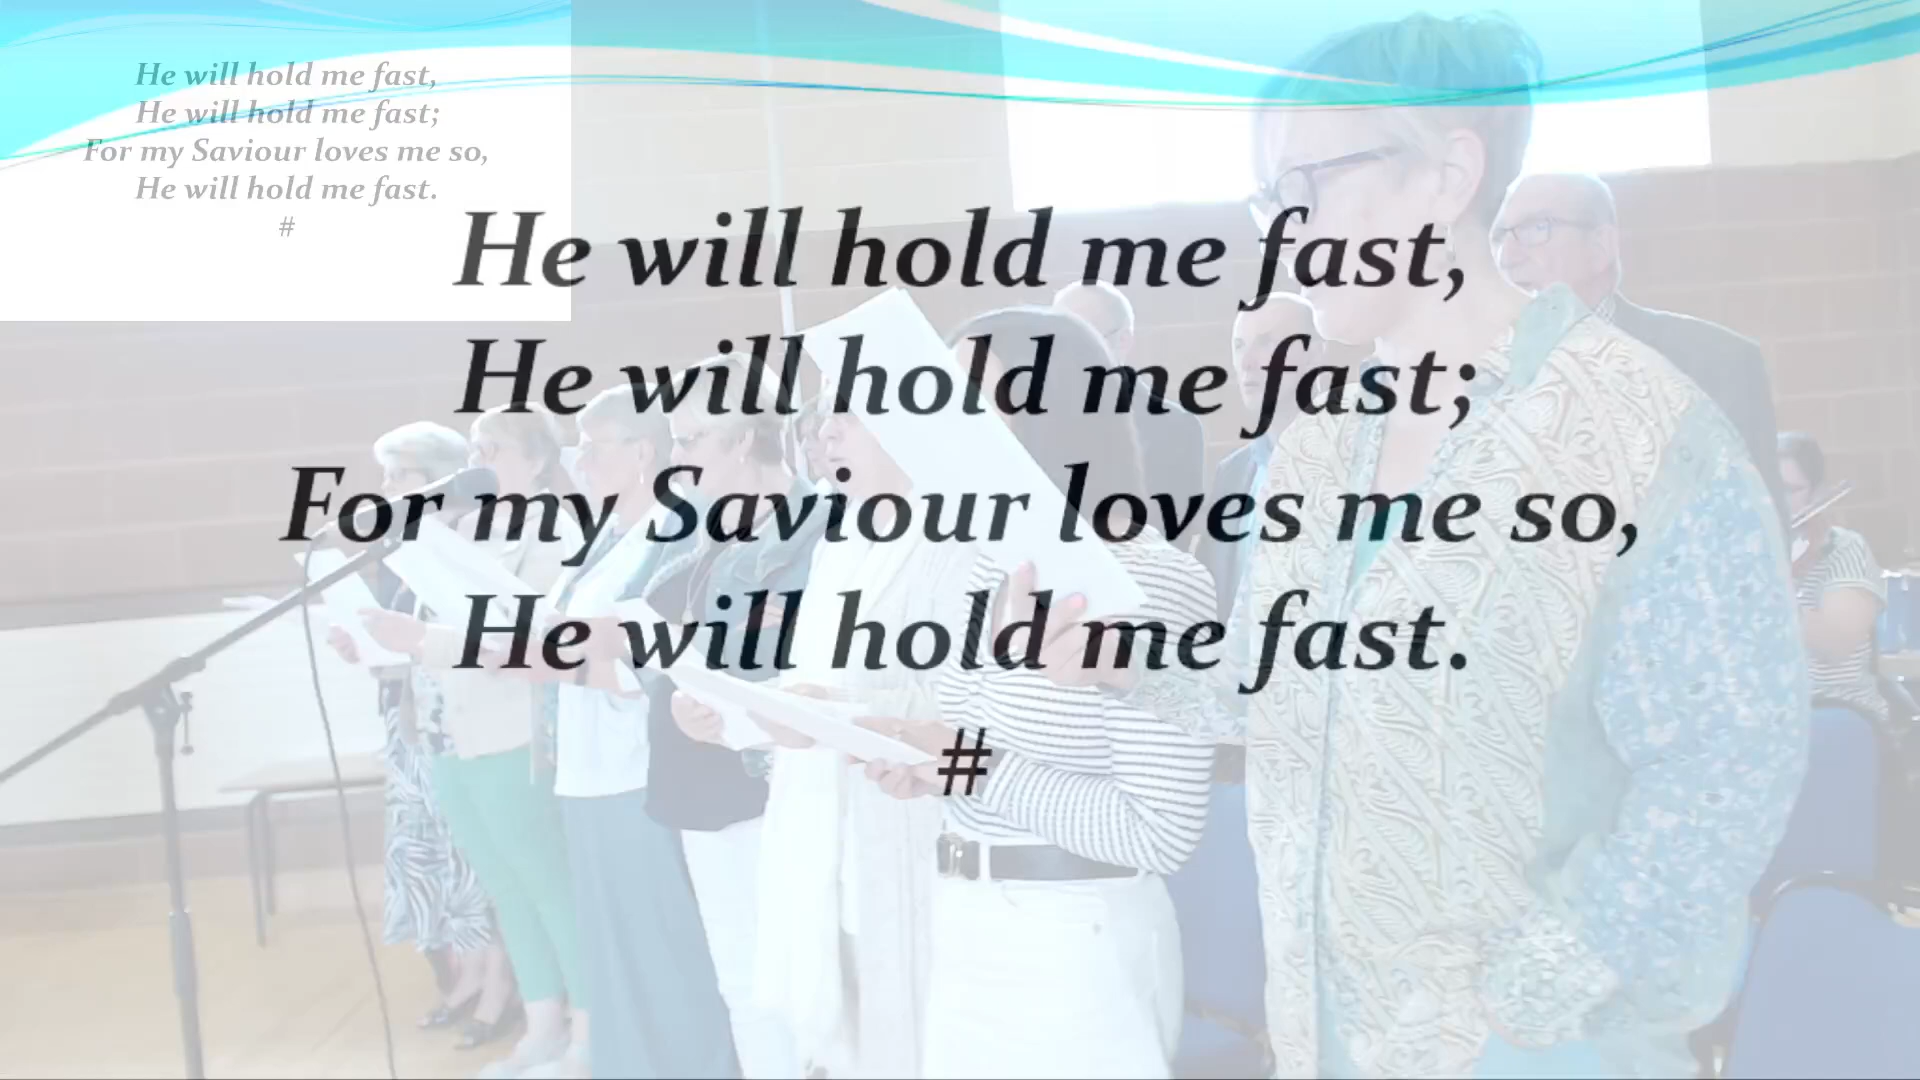 He will hold me fast,
He will hold me fast;
For my Saviour loves me so,
He will hold me fast.
#
He will hold me fast,
He will hold me fast;
For my Saviour loves me so,
He will hold me fast.
#